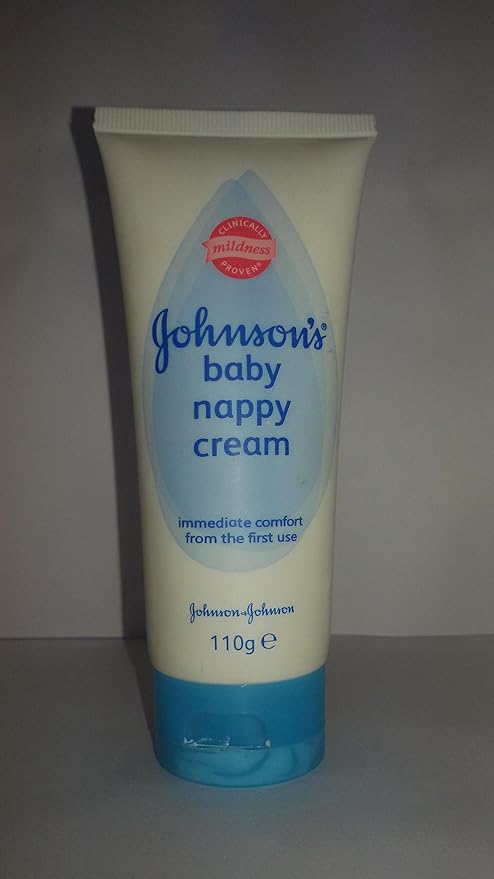 CLINICALLY
mildness
PROVEN®
Johnson's®
baby
nappy
cream
immediate comfort
from the first use
Johnson & Johnson
110g ℮